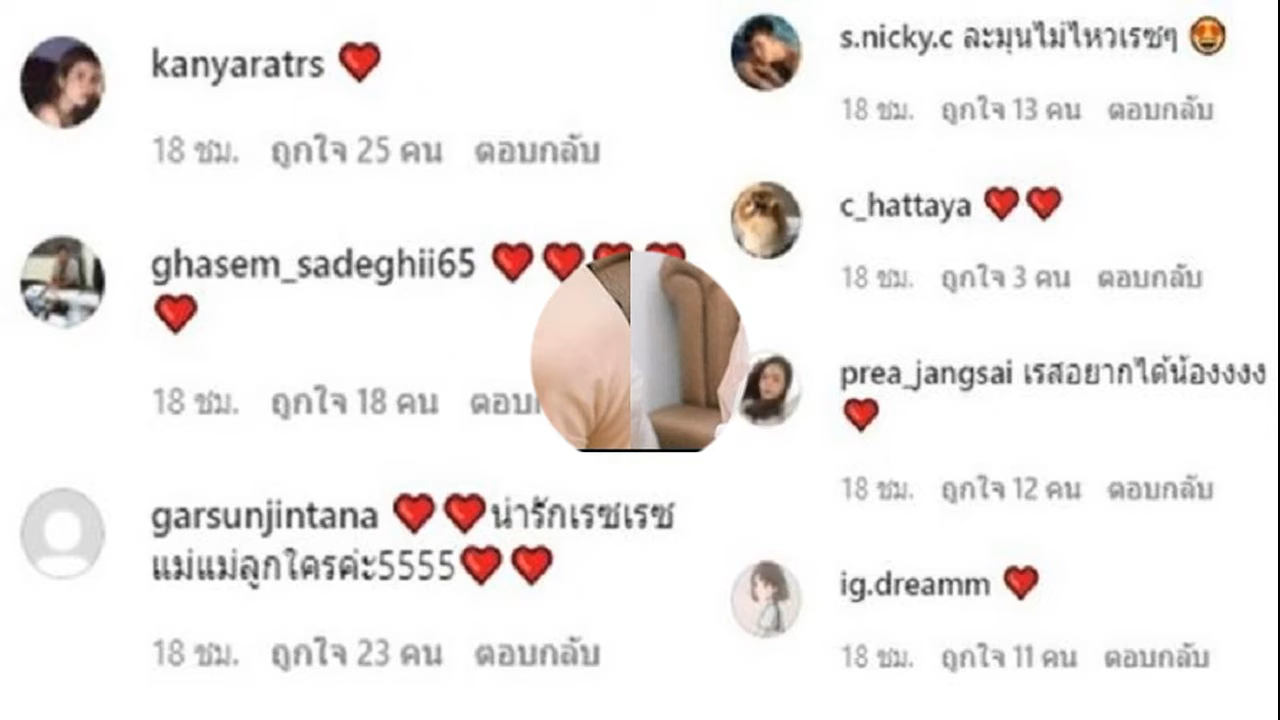 kanyaratrs ❤️
18 ชม. ถูกใจ 25 คน ตอบกลับ
ghasem_sadeghii65 ❤️❤️❤️❤️
❤️
18 ชม. ถูกใจ 18 คน
garsunjintana ❤️❤️น่ารักเรซเรซ
แม่แม่ลูกใครค่ะ5555❤️❤️
18 ชม. ถูกใจ 23 คน ตอบกลับ
s.nicky.c ละมุนไม่ไหวเรซๆ 🤩
18 ชม. ถูกใจ 13 คน ตอบกลับ
c_hattaya ❤️❤️
18 ชม. ถูกใจ 3 คน ตอบกลับ
prea_jangsai เรสอยากได้น้องงงง
❤️
18 ชม. ถูกใจ 12 คน ตอบกลับ
ig.dreamm ❤️
18 ชม. ถูกใจ 11 คน ตอบกลับ